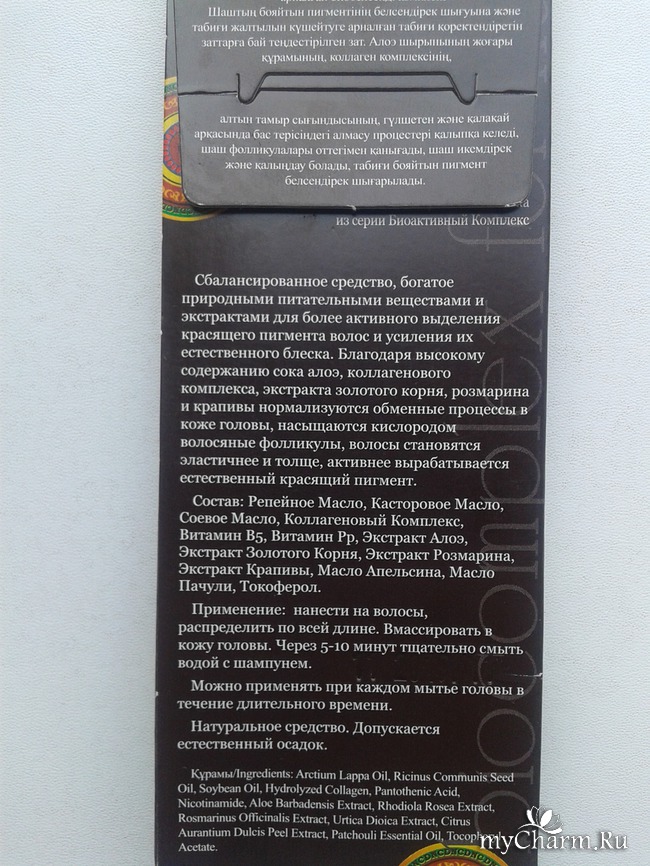 Шаштың бояйтын пигментінің белсендірек шығуына және
табиғи жалтылын күшейтуге арналған табиғи коректендіретін
заттарға бай теңдестірілген зат. Алоэ шырынының жоғары
құрамының, коллаген комплексінің,
алтын тамыр сығындысының, гүлшетен және қалақай
арқасында бас терісіндегі алмасу процестері қалыпқа келеді,
шаш фолликулалары оттегімен қанығады, шаш икемдірек
және қалыңдау болады, табиғи бояйтын пигмент
белсендірек шығарылады.
из серии Биоактивный Комплекс
Сбалансированное средство, богатое
природными питательными веществами и
экстрактами для более активного выделения
красящего пигмента волос и усиления их
естественного блеска. Благодаря высокому
содержанию сока алоэ, коллагенового
комплекса, экстракта золотого корня, розмарина
и крапивы нормализуются обменные процессы в
коже головы, насыщаются кислородом
волосяные фолликулы, волосы становятся
эластичнее и толще, активнее вырабатывается
естественный красящий пигмент.
Состав: Репейное Масло, Касторовое Масло,
Соевое Масло, Коллагеновый Комплекс,
Витамин В5, Витамин Рр, Экстракт Алоэ,
Экстракт Золотого Корня, Экстракт Розмарина,
Экстракт Крапивы, Масло Апельсина, Масло
Пачули, Токоферол.
Применение: нанести на волосы,
распределить по всей длине. Вмассировать в
кожу головы. Через 5-10 минут тщательно смыть
водой с шампунем.
Можно применять при каждом мытье головы в
течение длительного времени.
Натуральное средство. Допускается
естественный осадок.
Құрамы/Ingredients: Arctium Lappa Oil, Ricinus Communis Seed
Oil, Soybean Oil, Hydrolyzed Collagen, Pantothenic Acid,
Nicotinamide, Aloe Barbadensis Extract, Rhodiola Rosea Extract,
Rosmarinus Officinalis Extract, Urtica Dioica Extract, Citrus
Aurantium Dulcis Peel Extract, Patchouli Essential Oil,
Acetate.
biocomplex
myCharm.Ru